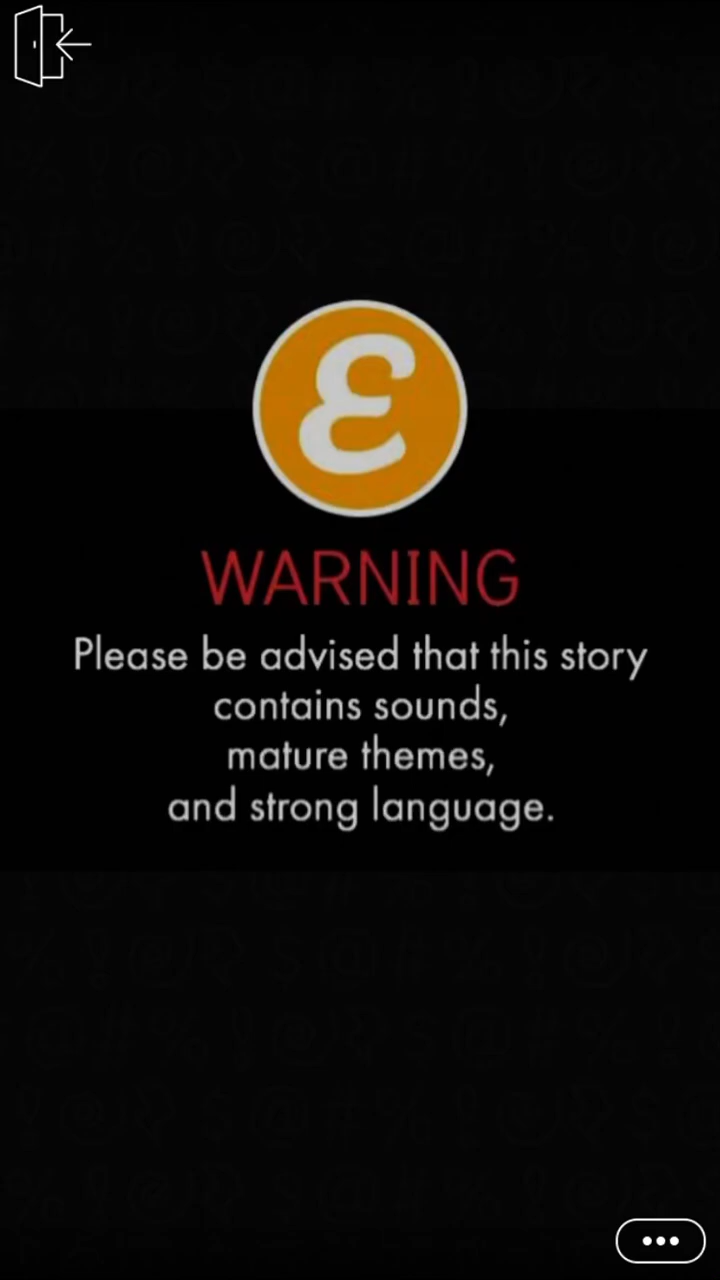 ε
WARNING
Please be advised that this story
contains sounds,
mature themes,
and strong language.